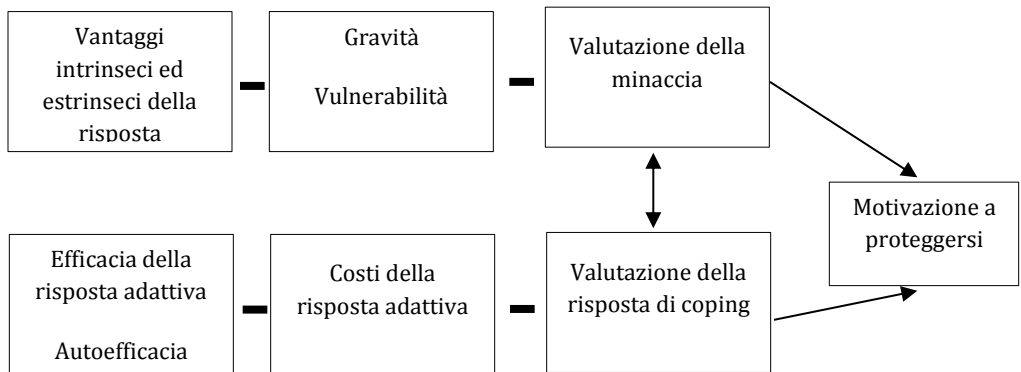 Vantaggi
intrinseci ed
estrinseci della
risposta
Gravità
Vulnerabilità
Valutazione della
minaccia
Motivazione a
proteggersi
Efficacia della
risposta adattiva
Autoefficacia
Costi della
risposta adattiva
Valutazione della
risposta di coping